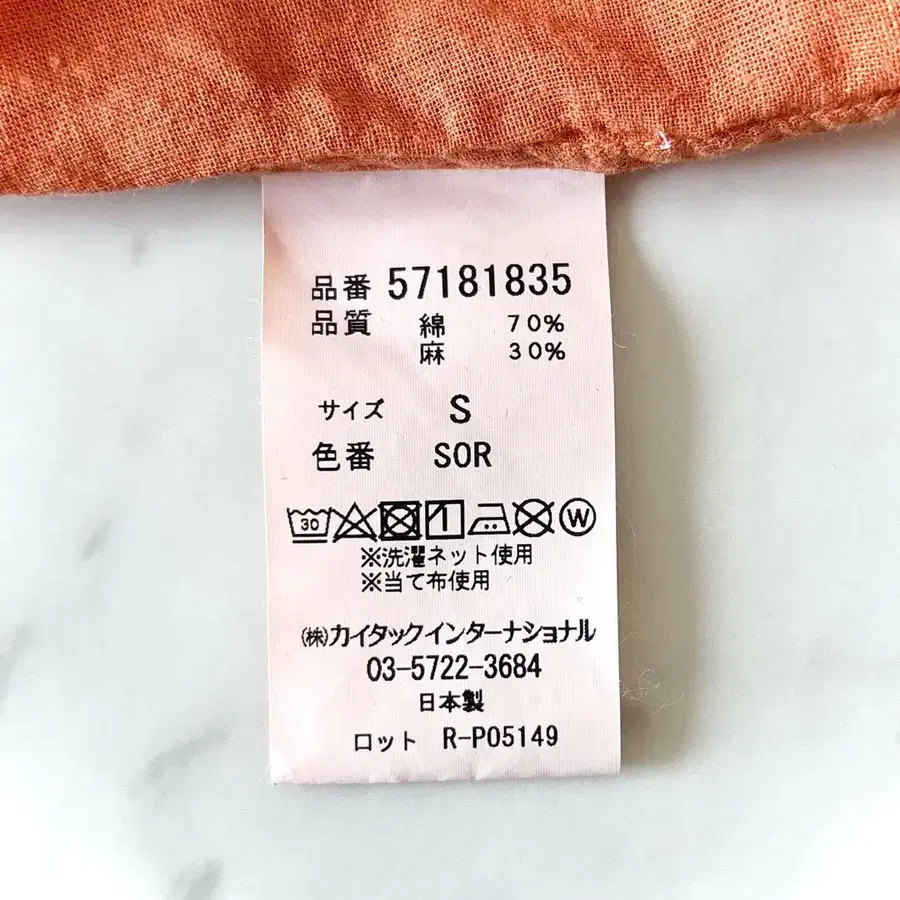 品番 57181835
品質 綿 70%
麻 30%
サイズ S
色番 SOR
30 1 W
※洗濯ネット使用
※当て布使用
(株)カイタックインターナショナル
03-5722-3684
日本製
ロット R-P05149